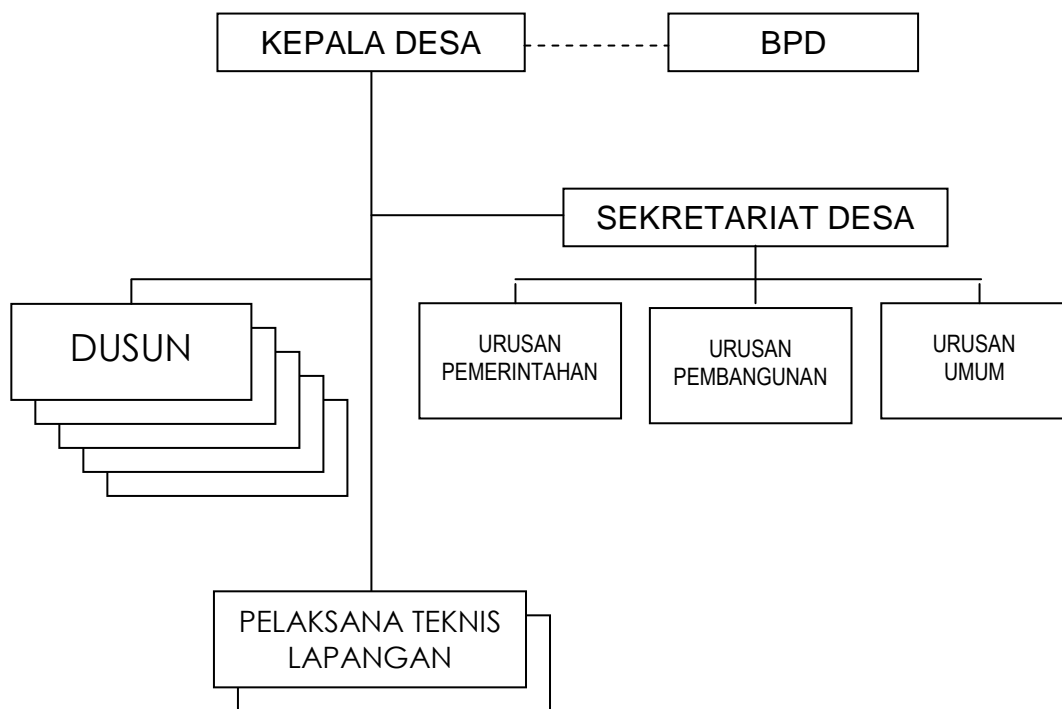 KEPALA DESA
BPD
SEKRETARIAT DESA
DUSUN
URUSAN
PEMERINTAHAN
URUSAN
PEMBANGUNAN
URUSAN
UMUM
PELAKSANA TEKNIS
LAPANGAN